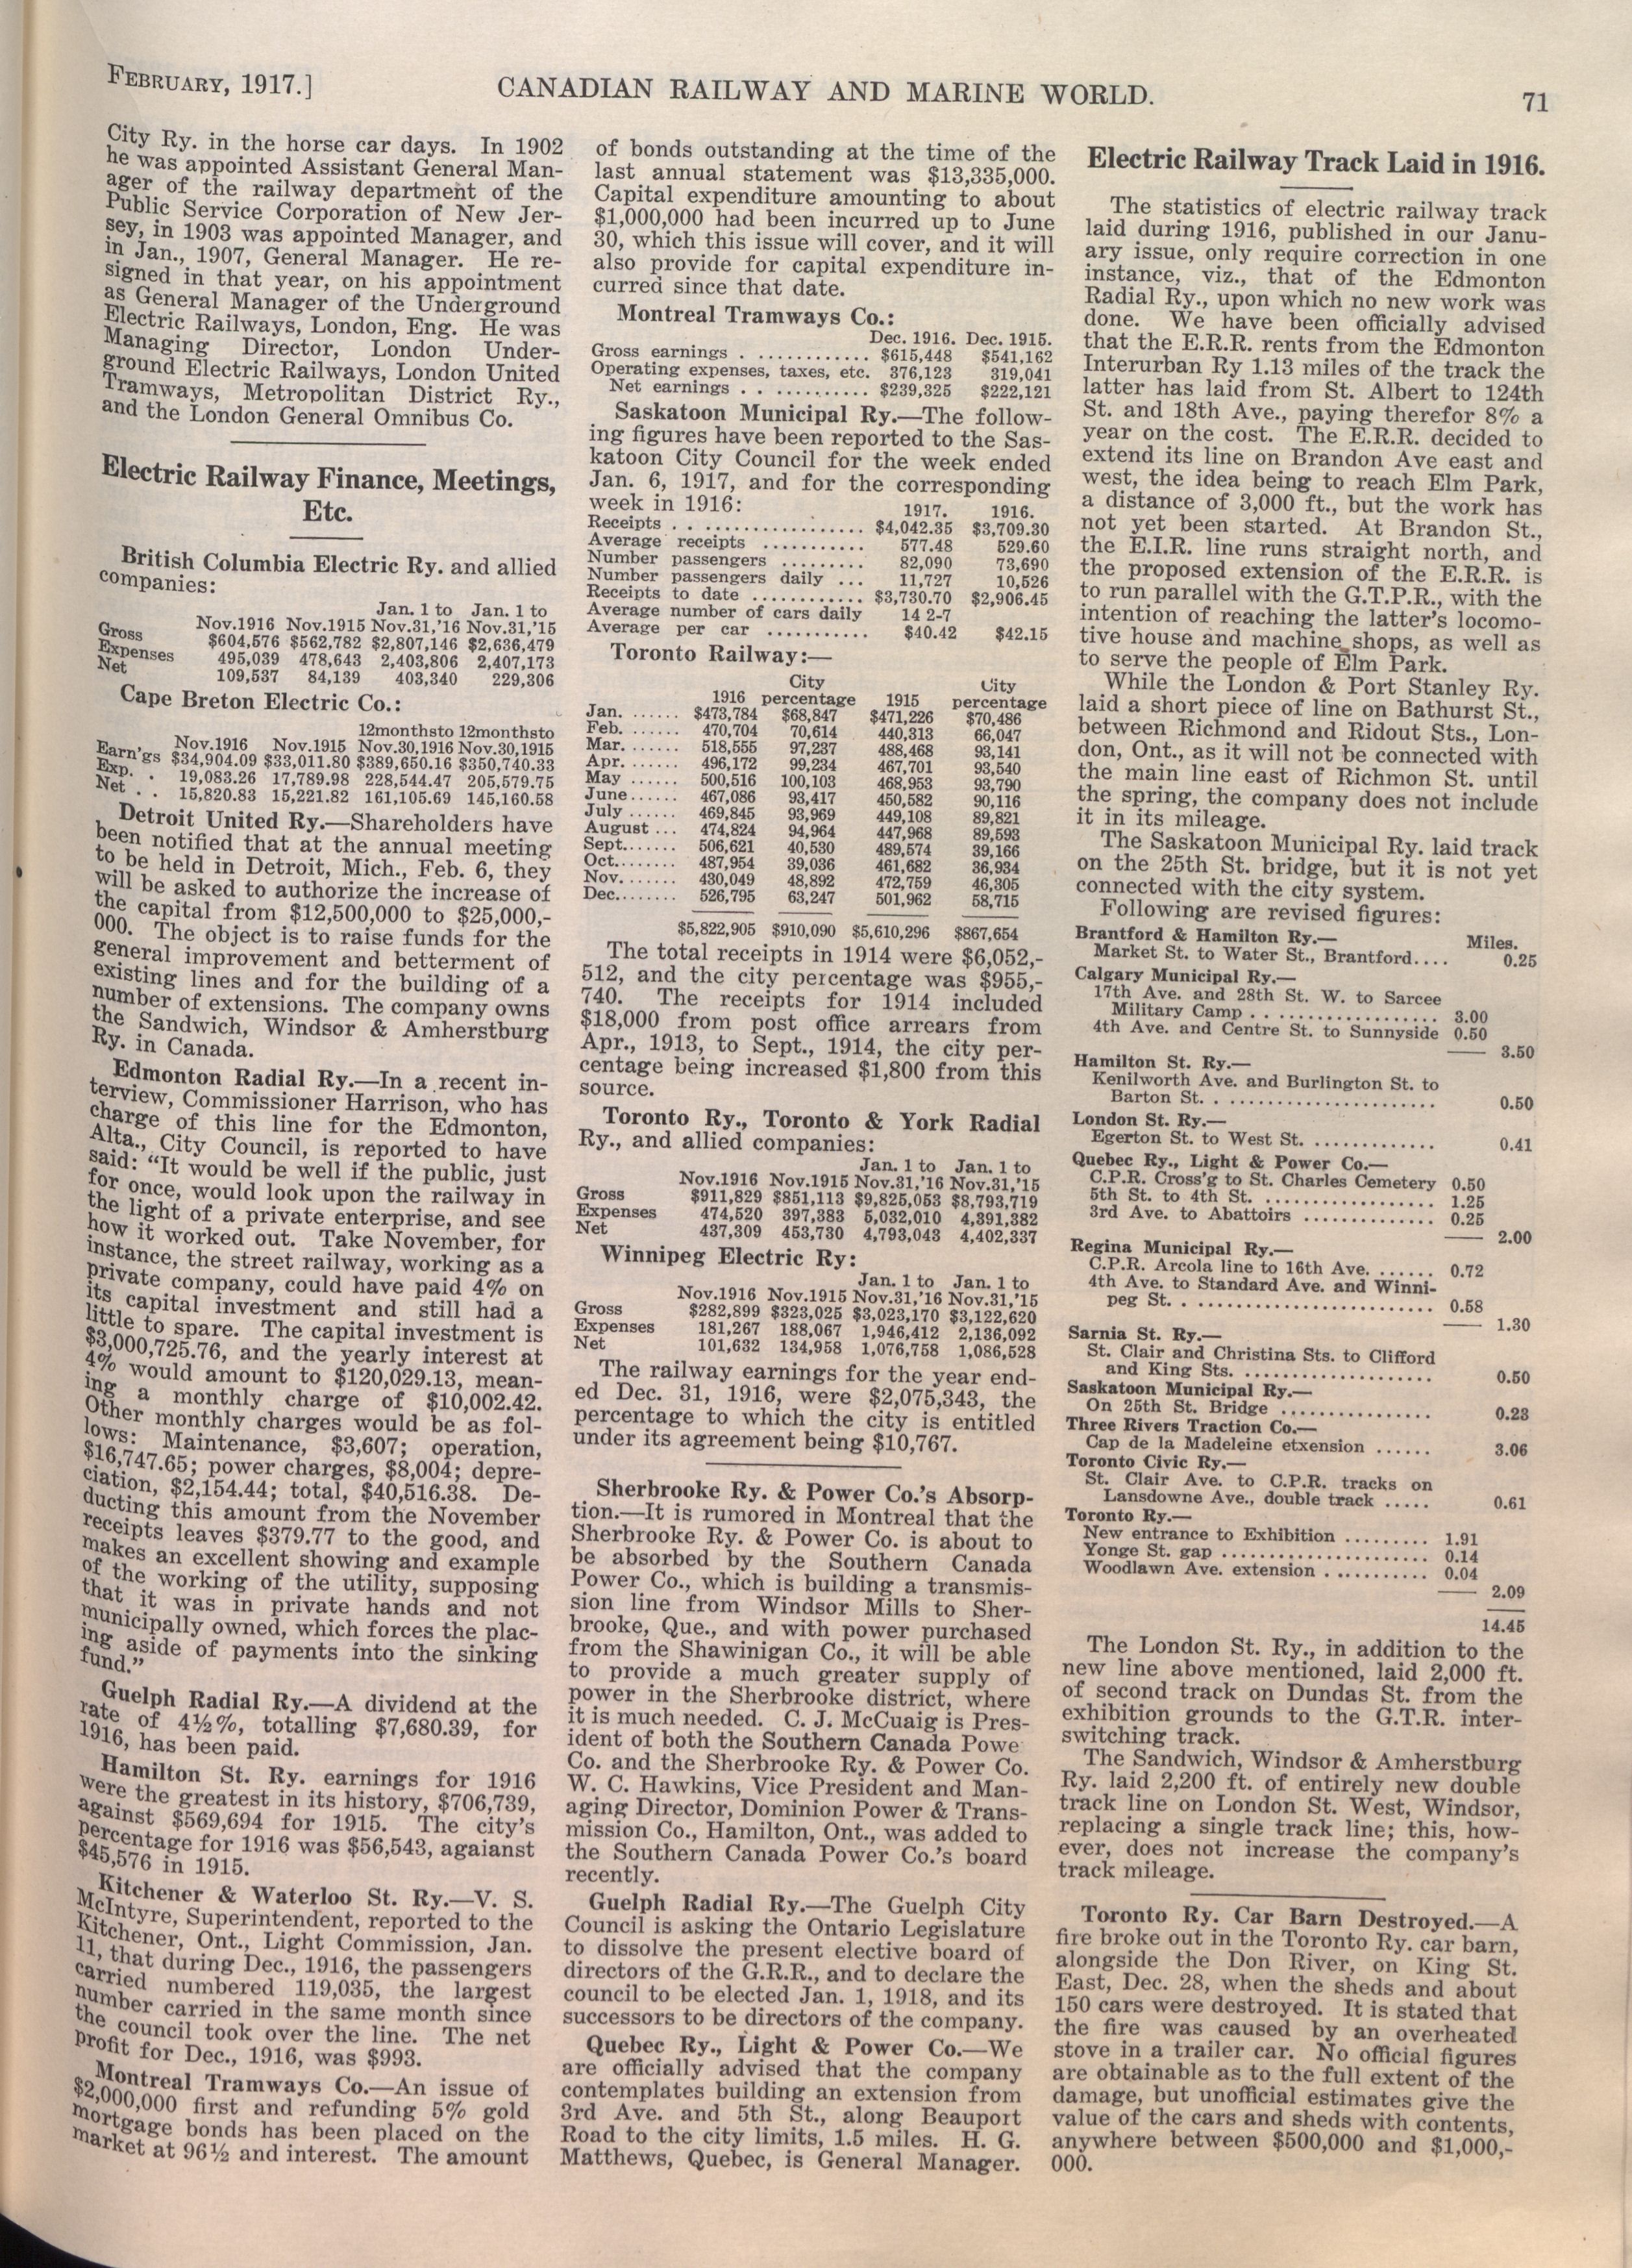 FEBRUARY, 1917.]
CANADIAN RAILWAY AND MARINE WORLD.
71
City Ry. in the horse car days. In 1902
he was appointed Assistant General Man-
ager of the railway department of the
Public Service Corporation of New Jer-
sey, in 1903 was appointed Manager, and
in Jan., 1907, General Manager. He re-
signed in that year, on his appointment
as General Manager of the Underground
Electric Railways, London, Eng. He was
Managing Director, London Under-
ground Electric Railways, London United
Tramways, Metropolitan District Ry.,
and the London General Omnibus Co.
Electric Railway Finance, Meetings,
Etc.
British Columbia Electric Ry. and allied
companies:
Jan. 1 to Jan. 1 to
Nov.1916 Nov.1915 Nov.31,'16 Nov.31,'15
Gross $604,576 $562,782 $2,807,146 $2,636,479
Expenses 495,039 478,643 2,403,806 2,407,173
Net 109,537 84,139 403,340 229,306
Cape Breton Electric Co.:
12monthsto 12monthsto
Nov.1916 Nov.1915 Nov.30,1916 Nov.30,1915
Earn'gs $34,904.09 $33,011.80 $389,650.16 $350,740.33
Exp. . 19,083.26 17,789.98 228,544.47 205,579.75
Net . . 15,820.83 15,221.82 161,105.69 145,160.58
Detroit United Ry.—Shareholders have
been notified that at the annual meeting
to be held in Detroit, Mich., Feb. 6, they
will be asked to authorize the increase of
the capital from $12,500,000 to $25,000,-
000. The object is to raise funds for the
general improvement and betterment of
existing lines and for the building of a
number of extensions. The company owns
the Sandwich, Windsor & Amherstburg
Ry. in Canada.
Edmonton Radial Ry.—In a recent in-
terview, Commissioner Harrison, who has
charge of this line for the Edmonton,
Alta., City Council, is reported to have
said: "It would be well if the public, just
for once, would look upon the railway in
the light of a private enterprise, and see
how it worked out. Take November, for
instance, the street railway, working as a
private company, could have paid 4% on
its capital investment and still had a
little to spare. The capital investment is
$3,000,725.76, and the yearly interest at
4% would amount to $120,029.13, mean-
ing a monthly charge of $10,002.42.
Other monthly charges would be as fol-
lows: Maintenance, $3,607; operation,
$16,747.65; power charges, $8,004; depre-
ciation, $2,154.44; total, $40,516.38. De-
ducting this amount from the November
receipts leaves $379.77 to the good, and
makes an excellent showing and example
of the working of the utility, supposing
that it was in private hands and not
municipally owned, which forces the plac-
ing aside of payments into the sinking
fund."
Guelph Radial Ry.—A dividend at the
rate of 4½%, totalling $7,680.39, for
1916, has been paid.
Hamilton St. Ry. earnings for 1916
were the greatest in its history, $706,739,
against $569,694 for 1915. The city's
percentage for 1916 was $56,543, agaianst
$45,576 in 1915.
Kitchener & Waterloo St. Ry.—V. S.
McIntyre, Superintendent, reported to the
Kitchener, Ont., Light Commission, Jan.
11, that during Dec., 1916, the passengers
carried numbered 119,035, the largest
number carried in the same month since
the council took over the line. The net
profit for Dec., 1916, was $993.
Montreal Tramways Co.—An issue of
$2,000,000 first and refunding 5% gold
mortgage bonds has been placed on the
market at 96½ and interest. The amount
of bonds outstanding at the time of the
last annual statement was $13,335,000.
Capital expenditure amounting to about
$1,000,000 had been incurred up to June
30, which this issue will cover, and it will
also provide for capital expenditure in-
curred since that date.
Montreal Tramways Co.:
Dec. 1916. Dec. 1915.
Gross earnings . ............ $615,448 $541,162
Operating expenses, taxes, etc. 376,123 319,041
Net earnings . . .......... $239,325 $222,121
Saskatoon Municipal Ry.—The follow-
ing figures have been reported to the Sas-
katoon City Council for the week ended
Jan. 6, 1917, and for the corresponding
week in 1916:
1917. 1916.
Receipts . . ................. $4,042.35 $3,709.30
Average receipts ........... 577.48 529.60
Number passengers ......... 82,090 73,690
Number passengers daily ... 11,727 10,526
Receipts to date ............ $3,730.70 $2,906.45
Average number of cars daily 14 2-7
Average per car ........... $40.42 $42.15
Toronto Railway:—
City City
1916 percentage 1915 percentage
Jan. ...... $473,784 $68,847 $471,226 $70,486
Feb. ...... 470,704 70,614 440,313 66,047
Mar. ...... 518,555 97,237 488,468 93,141
Apr. ...... 496,172 99,234 467,701 93,540
May ...... 500,516 100,103 468,953 93,790
June ...... 467,086 93,417 450,582 90,116
July ...... 469,845 93,969 449,108 89,821
August ... 474,824 94,964 447,968 89,593
Sept. ...... 506,621 40,530 489,574 39,166
Oct. ....... 487,954 39,036 461,682 36,934
Nov. ...... 430,049 48,892 472,759 46,305
Dec. ....... 526,795 63,247 501,962 58,715
$5,822,905 $910,090 $5,610,296 $867,654
The total receipts in 1914 were $6,052,-
512, and the city percentage was $955,-
740. The receipts for 1914 included
$18,000 from post office arrears from
Apr., 1913, to Sept., 1914, the city per-
centage being increased $1,800 from this
source.
Toronto Ry., Toronto & York Radial
Ry., and allied companies:
Jan. 1 to Jan. 1 to
Nov.1916 Nov.1915 Nov.31,'16 Nov.31,'15
Gross $911,829 $851,113 $9,825,053 $8,793,719
Expenses 474,520 397,383 5,032,010 4,391,382
Net 437,309 453,730 4,793,043 4,402,337
Winnipeg Electric Ry:
Jan. 1 to Jan. 1 to
Nov.1916 Nov.1915 Nov.31,'16 Nov.31,'15
Gross $282,899 $323,025 $3,023,170 $3,122,620
Expenses 181,267 188,067 1,946,412 2,136,092
Net 101,632 134,958 1,076,758 1,086,528
The railway earnings for the year end-
ed Dec. 31, 1916, were $2,075,343, the
percentage to which the city is entitled
under its agreement being $10,767.
Sherbrooke Ry. & Power Co.'s Absorp-
tion.—It is rumored in Montreal that the
Sherbrooke Ry. & Power Co. is about to
be absorbed by the Southern Canada
Power Co., which is building a transmis-
sion line from Windsor Mills to Sher-
brooke, Que., and with power purchased
from the Shawinigan Co., it will be able
to provide a much greater supply of
power in the Sherbrooke district, where
it is much needed. C. J. McCuaig is Pres-
ident of both the Southern Canada Powe
Co. and the Sherbrooke Ry. & Power Co.
W. C. Hawkins, Vice President and Man-
aging Director, Dominion Power & Trans-
mission Co., Hamilton, Ont., was added to
the Southern Canada Power Co.'s board
recently.
Guelph Radial Ry.—The Guelph City
Council is asking the Ontario Legislature
to dissolve the present elective board of
directors of the G.R.R., and to declare the
council to be elected Jan. 1, 1918, and its
successors to be directors of the company.
Quebec Ry., Light & Power Co.—We
are officially advised that the company
contemplates building an extension from
3rd Ave. and 5th St., along Beauport
Road to the city limits, 1.5 miles. H. G.
Matthews, Quebec, is General Manager.
Electric Railway Track Laid in 1916.
The statistics of electric railway track
laid during 1916, published in our Janu-
ary issue, only require correction in one
instance, viz., that of the Edmonton
Radial Ry., upon which no new work was
done. We have been officially advised
that the E.R.R. rents from the Edmonton
Interurban Ry 1.13 miles of the track the
latter has laid from St. Albert to 124th
St. and 18th Ave., paying therefor 8% a
year on the cost. The E.R.R. decided to
extend its line on Brandon Ave east and
west, the idea being to reach Elm Park,
a distance of 3,000 ft., but the work has
not yet been started. At Brandon St.,
the E.I.R. line runs straight north, and
the proposed extension of the E.R.R. is
to run parallel with the G.T.P.R., with the
intention of reaching the latter's locomo-
tive house and machine shops, as well as
to serve the people of Elm Park.
While the London & Port Stanley Ry.
laid a short piece of line on Bathurst St.,
between Richmond and Ridout Sts., Lon-
don, Ont., as it will not be connected with
the main line east of Richmon St. until
the spring, the company does not include
it in its mileage.
The Saskatoon Municipal Ry. laid track
on the 25th St. bridge, but it is not yet
connected with the city system.
Following are revised figures:
Brantford & Hamilton Ry.— Miles.
Market St. to Water St., Brantford.... 0.25
Calgary Municipal Ry.—
17th Ave. and 28th St. W. to Sarcee
Military Camp . ................. 3.00
4th Ave. and Centre St. to Sunnyside 0.50
3.50
Hamilton St. Ry.—
Kenilworth Ave. and Burlington St. to
Barton St. . ...................... 0.50
London St. Ry.—
Egerton St. to West St. ............. 0.41
Quebec Ry., Light & Power Co.—
C.P.R. Cross'g to St. Charles Cemetery 0.50
5th St. to 4th St. ................. 1.25
3rd Ave. to Abattoirs ............. 0.25
2.00
Regina Municipal Ry.—
C.P.R. Arcola line to 16th Ave. ...... 0.72
4th Ave. to Standard Ave. and Winni-
peg St. . ........................ 0.58
1.30
Sarnia St. Ry.—
St. Clair and Christina Sts. to Clifford
and King Sts. ................... 0.50
Saskatoon Municipal Ry.—
On 25th St. Bridge ................ 0.23
Three Rivers Traction Co.—
Cap de la Madeleine etxension ...... 3.06
Toronto Civic Ry.—
St. Clair Ave. to C.P.R. tracks on
Lansdowne Ave., double track ..... 0.61
Toronto Ry.—
New entrance to Exhibition ......... 1.91
Yonge St. gap ..................... 0.14
Woodlawn Ave. extension ........... 0.04
2.09
14.45
The London St. Ry., in addition to the
new line above mentioned, laid 2,000 ft.
of second track on Dundas St. from the
exhibition grounds to the G.T.R. inter-
switching track.
The Sandwich, Windsor & Amherstburg
Ry. laid 2,200 ft. of entirely new double
track line on London St. West, Windsor,
replacing a single track line; this, how-
ever, does not increase the company's
track mileage.
Toronto Ry. Car Barn Destroyed.—A
fire broke out in the Toronto Ry. car barn,
alongside the Don River, on King St.
East, Dec. 28, when the sheds and about
150 cars were destroyed. It is stated that
the fire was caused by an overheated
stove in a trailer car. No official figures
are obtainable as to the full extent of the
damage, but unofficial estimates give the
value of the cars and sheds with contents,
anywhere between $500,000 and $1,000,-
000.